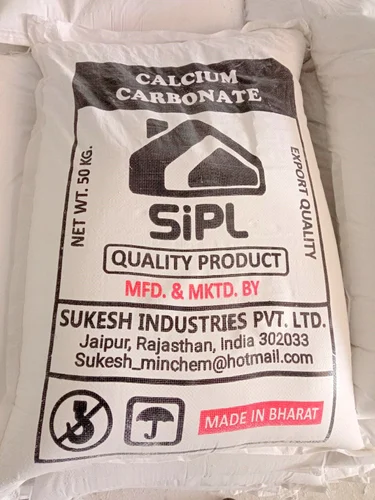 CALCIUM
CARBONATE
NET WT. 50 KG.
EXPORT QUALITY
SiPL
QUALITY PRODUCT
MFD. & MKTD. BY
SUKESH INDUSTRIES PVT. LTD.
Jaipur, Rajasthan, India 302033
Sukesh_minchem@hotmail.com
MADE IN BHARAT